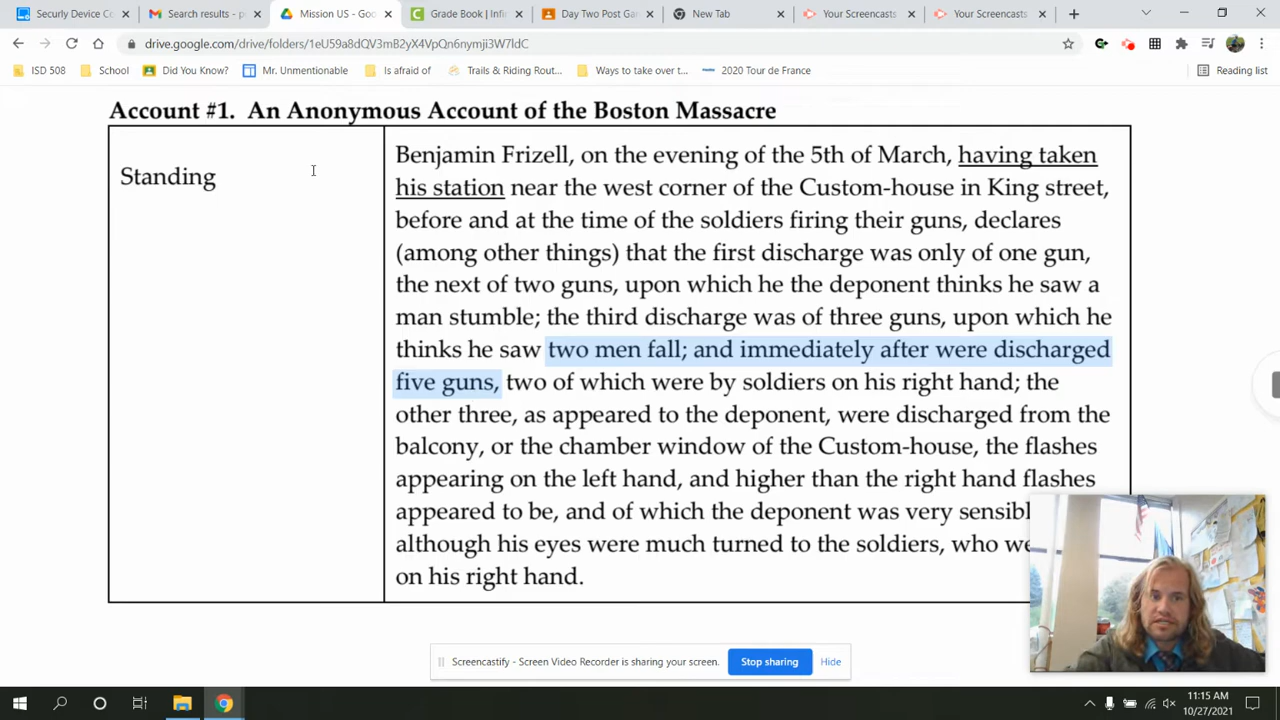 Securly Device Ce
Search results - p
Mission US - Goo
Grade Book | Infi
Day Two Post Ga
New Tab
Your Screencasts
Your Screencasts
drive.google.com/drive/folders/1eU59a8dQV3mB2yX4VpQn6nymji3W7ldC
ISD 508
School
Did You Know?
Mr. Unmentionable
Is afraid of
Trails & Riding Rout...
Ways to take over t...
2020 Tour de France
Reading list
Account #1. An Anonymous Account of the Boston Massacre
Standing
Benjamin Frizell, on the evening of the 5th of March, having taken
his station near the west corner of the Custom-house in King street,
before and at the time of the soldiers firing their guns, declares
(among other things) that the first discharge was only of one gun,
the next of two guns, upon which he the deponent thinks he saw a
man stumble; the third discharge was of three guns, upon which he
thinks he saw two men fall; and immediately after were discharged
five guns, two of which were by soldiers on his right hand; the
other three, as appeared to the deponent, were discharged from the
balcony, or the chamber window of the Custom-house, the flashes
appearing on the left hand, and higher than the right hand flashes
appeared to be, and of which the deponent was very sensibl
although his eyes were much turned to the soldiers, who we
on his right hand.
Screencastify - Screen Video Recorder is sharing your screen.
Stop sharing
Hide
11:15 AM
10/27/2021